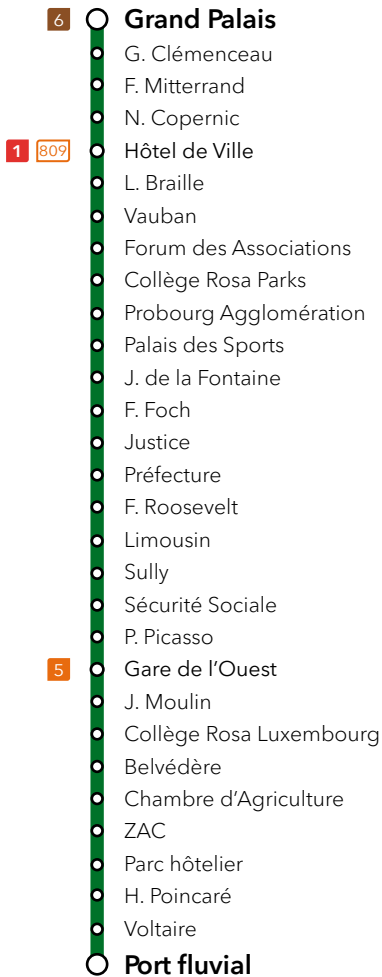 6 Grand Palais
G. Clémenceau
F. Mitterrand
N. Copernic
1 809 Hôtel de Ville
L. Braille
Vauban
Forum des Associations
Collège Rosa Parks
Probourg Agglomération
Palais des Sports
J. de la Fontaine
F. Foch
Justice
Préfecture
F. Roosevelt
Limousin
Sully
Sécurité Sociale
P. Picasso
5 Gare de l’Ouest
J. Moulin
Collège Rosa Luxembourg
Belvédère
Chambre d’Agriculture
ZAC
Parc hôtelier
H. Poincaré
Voltaire
Port fluvial